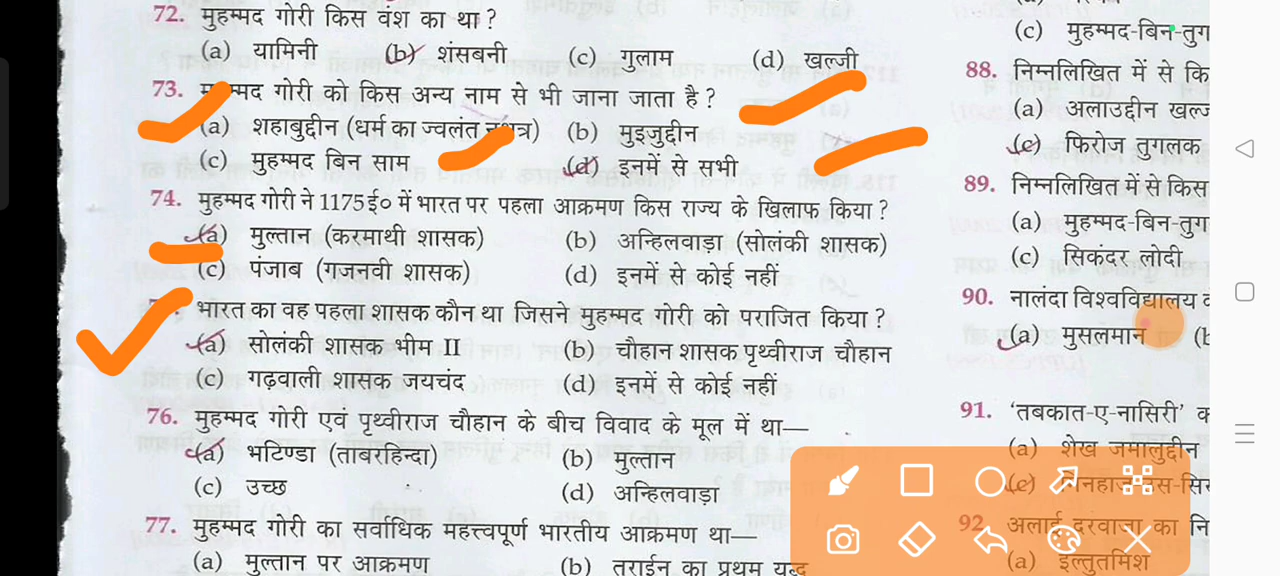 72. मुहम्मद गोरी किस वंश का था ?
(a) यामिनी (b) शंसबनी (c) गुलाम (d) खल्जी
73. गोरी को किस अन्य नाम से भी जाना जाता है ?
(a) शहाबुद्दीन (धर्म का ज्वलंत (b) मुइजुद्दीन
(c) मुहम्मद बिन साम (d) इनमें से सभी
74. मुहम्मद गोरी ने 1175 ई० में भारत पर पहला आक्रमण किस राज्य के खिलाफ किया ?
(a) मुल्तान (करमाथी शासक) (b) अन्हिलवाड़ा (सोलंकी शासक)
(c) पंजाब (गजनवी शासक) (d) इनमें से कोई नहीं
भारत का वह पहला शासक कौन था जिसने मुहम्मद गोरी को पराजित किया ?
(a) सोलंकी शासक भीम II (b) चौहान शासक पृथ्वीराज चौहान
(c) गढ़वाली शासक जयचंद (d) इनमें से कोई नहीं
76. मुहम्मद गोरी एवं पृथ्वीराज चौहान के बीच विवाद के मूल में था—
(a) भटिण्डा (ताबरहिन्दा) (b) मुल्तान
(c) उच्छ (d) अन्हिलवाड़ा
77. मुहम्मद गोरी का सर्वाधिक महत्त्वपूर्ण भारतीय आक्रमण था—
(a) मुल्तान पर आक्रमण (b) तराईन का प्रथम युद्ध
(c) मुहम्मद-बिन-तुग
88. निम्नलिखित में से कि
(a) अलाउद्दीन खल्ज
(c) फिरोज तुगलक
89. निम्नलिखित में से किस
(a) मुहम्मद-बिन-तुग
(c) सिकंदर लोदी
90. नालंदा विश्वविद्यालय
(a) मुसलमान (b
91. 'तबकात-ए-नासिरी' क
(a) शेख जमालुद्दीन
(c)
92 अलाई दरवाजा का नि
(a) इल्तुतमिश